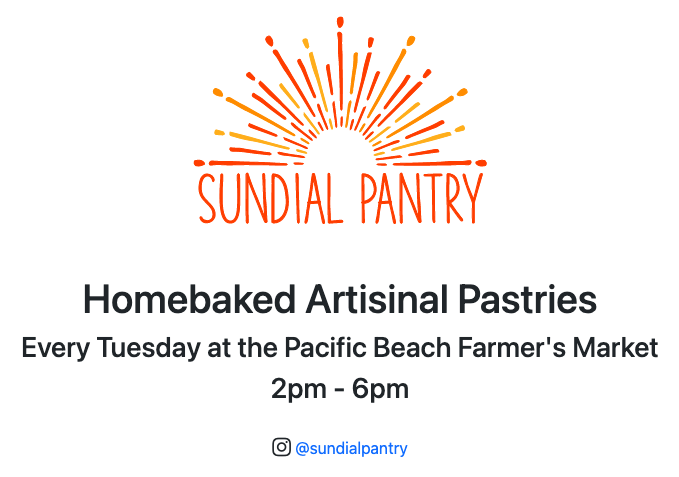 SUNDIAL PANTRY
Homebaked Artisinal Pastries
Every Tuesday at the Pacific Beach Farmer's Market
2pm - 6pm
@sundialpantry